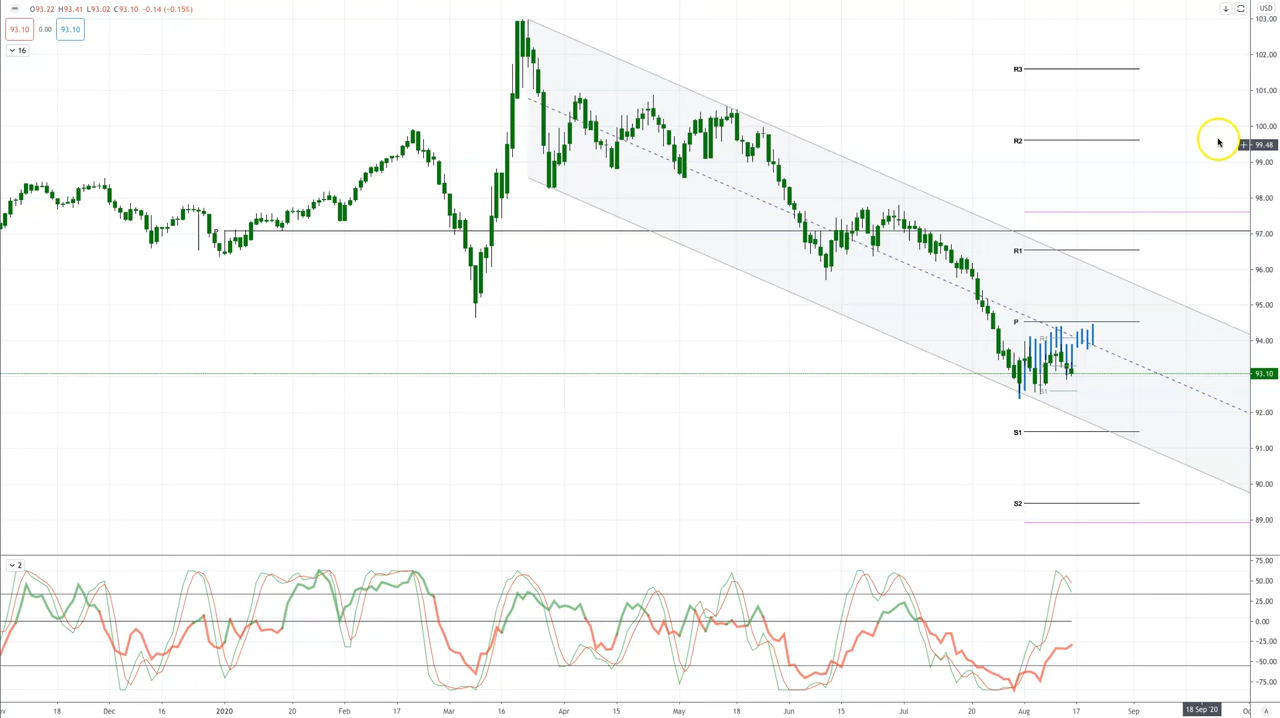 O93.22 H93.41 L93.02 C93.10 -0.14 (-0.15%)
USD
93.10 0.00 93.10
16
103.00
102.00
101.00
100.00
99.48
99.00
98.00
97.00
96.00
95.00
94.00
93.10
92.00
91.00
90.00
89.00
R3
R2
R1
P
S1
S2
P
R1
S1
2
75.00
50.00
25.00
0.00
-25.00
-50.00
-75.00
18 Dec 16 2020 20 Feb 17 Mar Apr 15 May 18 Jun 15 Jul 20 Aug 17 Sep 18 Sep '20
A